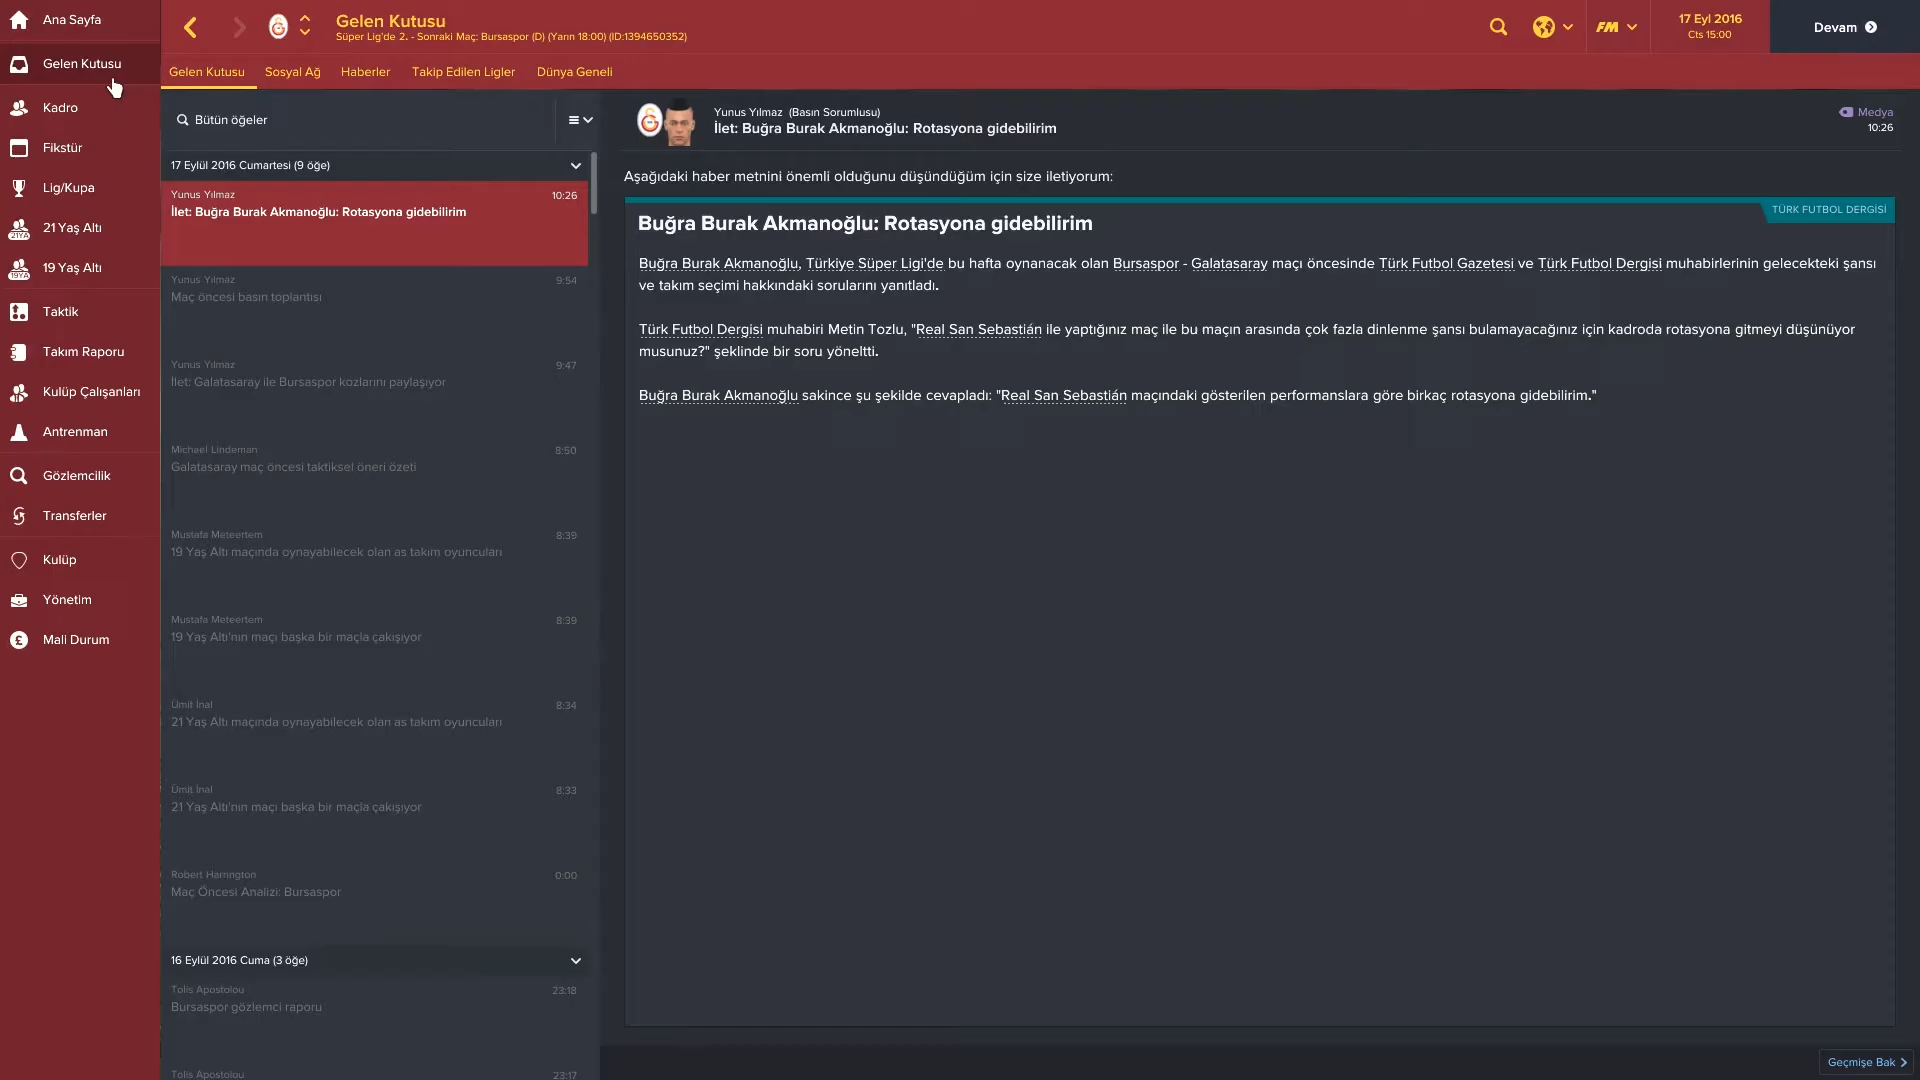 Ana Sayfa
Gelen Kutusu
Kadro
Fikstür
Lig/Kupa
21YA
21 Yaş Altı
19YA
19 Yaş Altı
Taktik
Takım Raporu
Kulüp Çalışanları
Antrenman
Gözlemcilik
Transferler
Kulüp
Yönetim
Mali Durum
Gelen Kutusu
Süper Lig'de 2. - Sonraki Maç: Bursaspor (D) (Yarın 18:00) (ID:1394650352)
FM
17 Eyl 2016
Cts 15:00
Devam
Gelen Kutusu Sosyal Ağ Haberler Takip Edilen Ligler Dünya Geneli
Bütün öğeler
17 Eylül 2016 Cumartesi (9 öğe)
Yunus Yılmaz 10:26
İlet: Buğra Burak Akmanoğlu: Rotasyona gidebilirim
Yunus Yılmaz 9:54
Maç öncesi basın toplantısı
Yunus Yılmaz 9:47
İlet: Galatasaray ile Bursaspor kozlarını paylaşıyor
Michael Lindeman 8:50
Galatasaray maç öncesi taktiksel öneri özeti
Mustafa Meteertem 8:39
19 Yaş Altı maçında oynayabilecek olan as takım oyuncuları
Mustafa Meteertem 8:39
19 Yaş Altı'nın maçı başka bir maçla çakışıyor
Ümit İnal 8:34
21 Yaş Altı maçında oynayabilecek olan as takım oyuncuları
Ümit İnal 8:33
21 Yaş Altı'nın maçı başka bir maçla çakışıyor
Robert Harrington 0:00
Maç Öncesi Analizi: Bursaspor
16 Eylül 2016 Cuma (3 öğe)
Tolis Apostolou 23:18
Bursaspor gözlemci raporu
Tolis Apostolou 23:17
Yunus Yılmaz (Basın Sorumlusu)
İlet: Buğra Burak Akmanoğlu: Rotasyona gidebilirim
Medya
10:26
Aşağıdaki haber metnini önemli olduğunu düşündüğüm için size iletiyorum:
TÜRK FUTBOL DERGİSİ
Buğra Burak Akmanoğlu: Rotasyona gidebilirim
Buğra Burak Akmanoğlu, Türkiye Süper Ligi'de bu hafta oynanacak olan Bursaspor - Galatasaray maçı öncesinde Türk Futbol Gazetesi ve Türk Futbol Dergisi muhabirlerinin gelecekteki şansı
ve takım seçimi hakkındaki sorularını yanıtladı.
Türk Futbol Dergisi muhabiri Metin Tozlu, "Real San Sebastián ile yaptığınız maç ile bu maçın arasında çok fazla dinlenme şansı bulamayacağınız için kadroda rotasyona gitmeyi düşünüyor
musunuz?" şeklinde bir soru yöneltti.
Buğra Burak Akmanoğlu sakince şu şekilde cevapladı: "Real San Sebastián maçındaki gösterilen performanslara göre birkaç rotasyona gidebilirim."
Geçmişe Bak